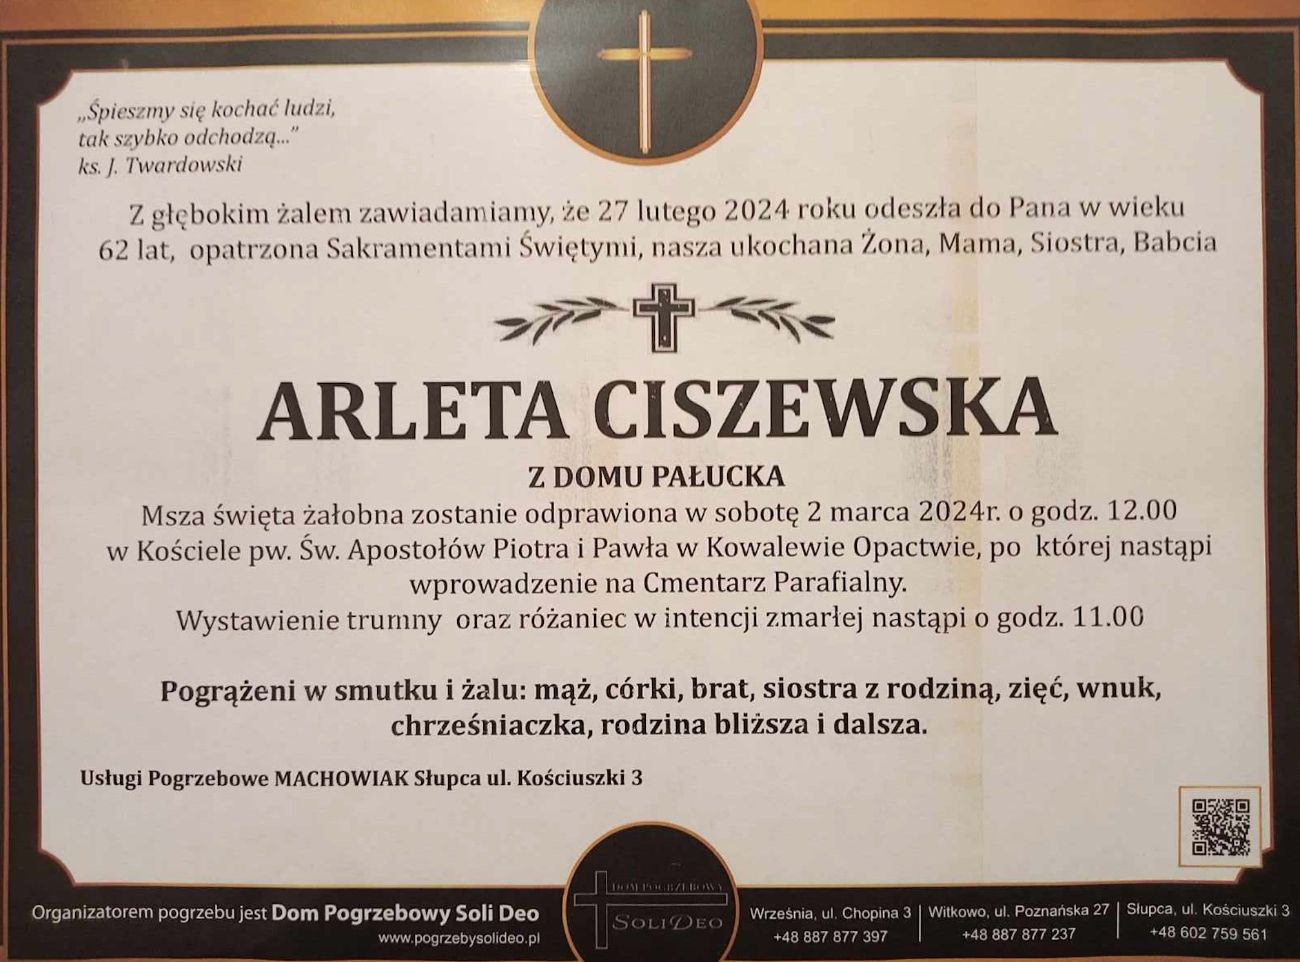 „Śpieszmy się kochać ludzi,
tak szybko odchodzą...”
ks. J. Twardowski
Z głębokim żalem zawiadamiamy, że 27 lutego 2024 roku odeszła do Pana w wieku
62 lat, opatrzona Sakramentami Świętymi, nasza ukochana Żona, Mama, Siostra, Babcia
ARLETA CISZEWSKA
Z DOMU PAŁUCKA
Msza święta żałobna zostanie odprawiona w sobotę 2 marca 2024r. o godz. 12.00
w Kościele pw. Św. Apostołów Piotra i Pawła w Kowalewie Opactwie, po której nastąpi
wprowadzenie na Cmentarz Parafialny.
Wystawienie trumny oraz różaniec w intencji zmarłej nastąpi o godz. 11.00
Pogrążeni w smutku i żalu: mąż, córki, brat, siostra z rodziną, zięć, wnuk,
chrześniaczka, rodzina bliższa i dalsza.
Usługi Pogrzebowe MACHOWIAK Słupca ul. Kościuszki 3
Organizatorem pogrzebu jest Dom Pogrzebowy Soli Deo
www.pogrzebysolideo.pl
DOM POGRZEBOWY
SOLI DEO
Września, ul. Chopina 3
+48 887 877 397
Witkowo, ul. Poznańska 27
+48 887 877 237
Słupca, ul. Kościuszki 3
+48 602 759 561